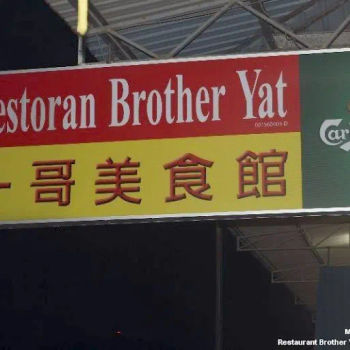 estoran Brother Yat
哥美食館
Restaurant Brother